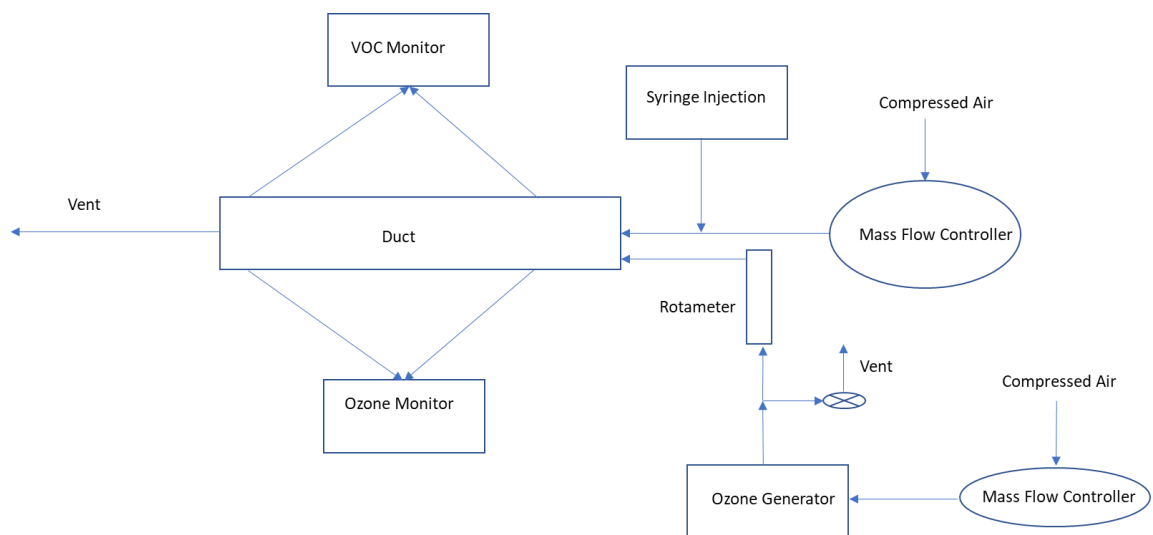 VOC Monitor
Syringe Injection
Compressed Air
Vent
Duct
Mass Flow Controller
Rotameter
Vent
Compressed Air
Ozone Monitor
Ozone Generator
Mass Flow Controller